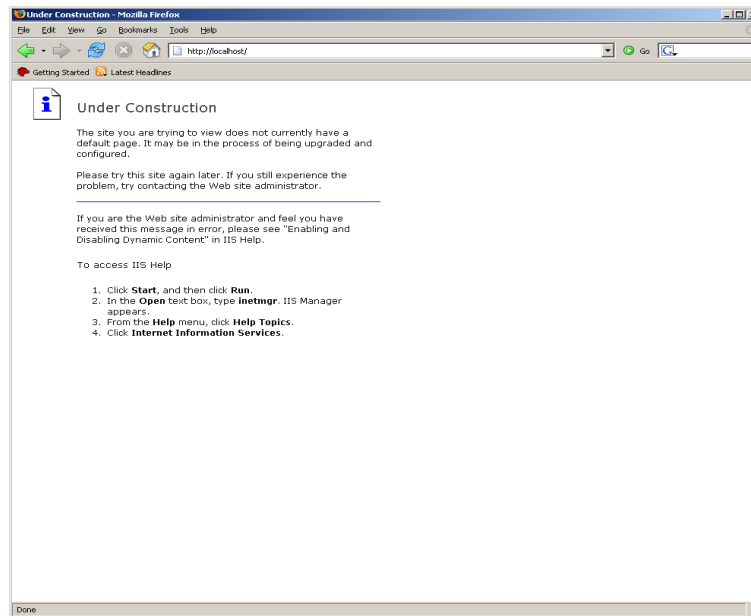 Under Construction - Mozilla Firefox
File Edit View Go Bookmarks Tools Help
http://localhost/ Go G
Getting Started Latest Headlines
i
Under Construction
The site you are trying to view does not currently have a
default page. It may be in the process of being upgraded and
configured.
Please try this site again later. If you still experience the
problem, try contacting the Web site administrator.
If you are the Web site administrator and feel you have
received this message in error, please see "Enabling and
Disabling Dynamic Content" in IIS Help.
To access IIS Help
1. Click Start, and then click Run.
2. In the Open text box, type inetmgr. IIS Manager
appears.
3. From the Help menu, click Help Topics.
4. Click Internet Information Services.
Done